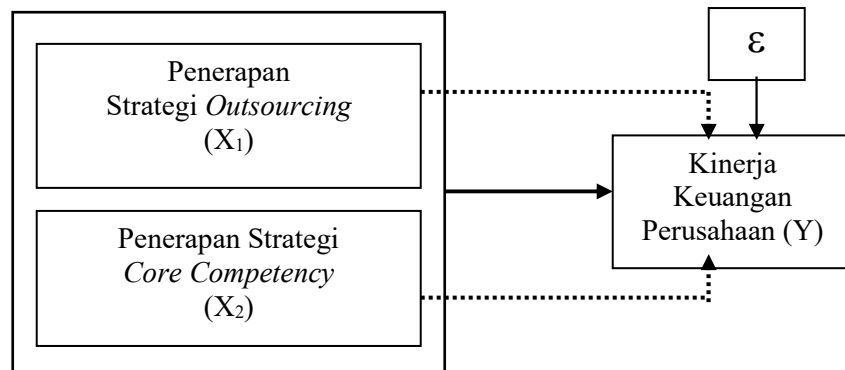 Penerapan
Strategi Outsourcing
(X₁)
Penerapan Strategi
Core Competency
(X₂)
ε
Kinerja
Keuangan
Perusahaan (Y)